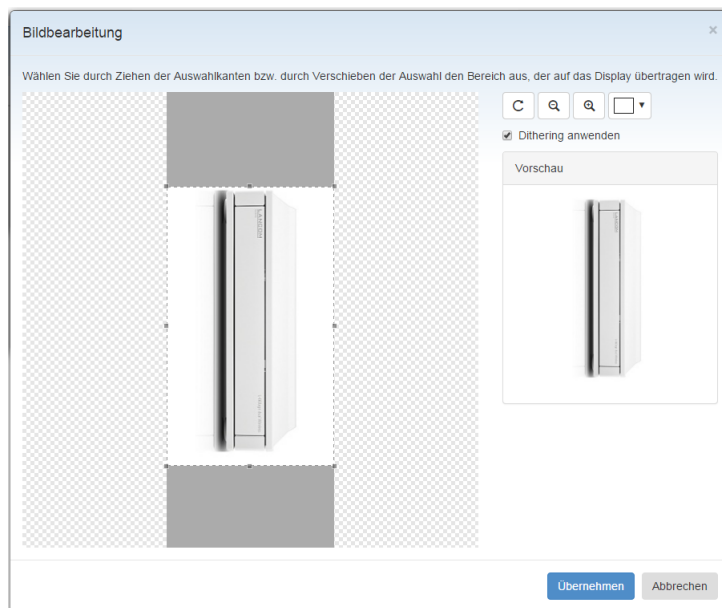 Bildbearbeitung
Wählen Sie durch Ziehen der Auswahlkanten bzw. durch Verschieben der Auswahl den Bereich aus, der auf das Display übertragen wird.
Dithering anwenden
Vorschau
LANCOM
Übernehmen
Abbrechen